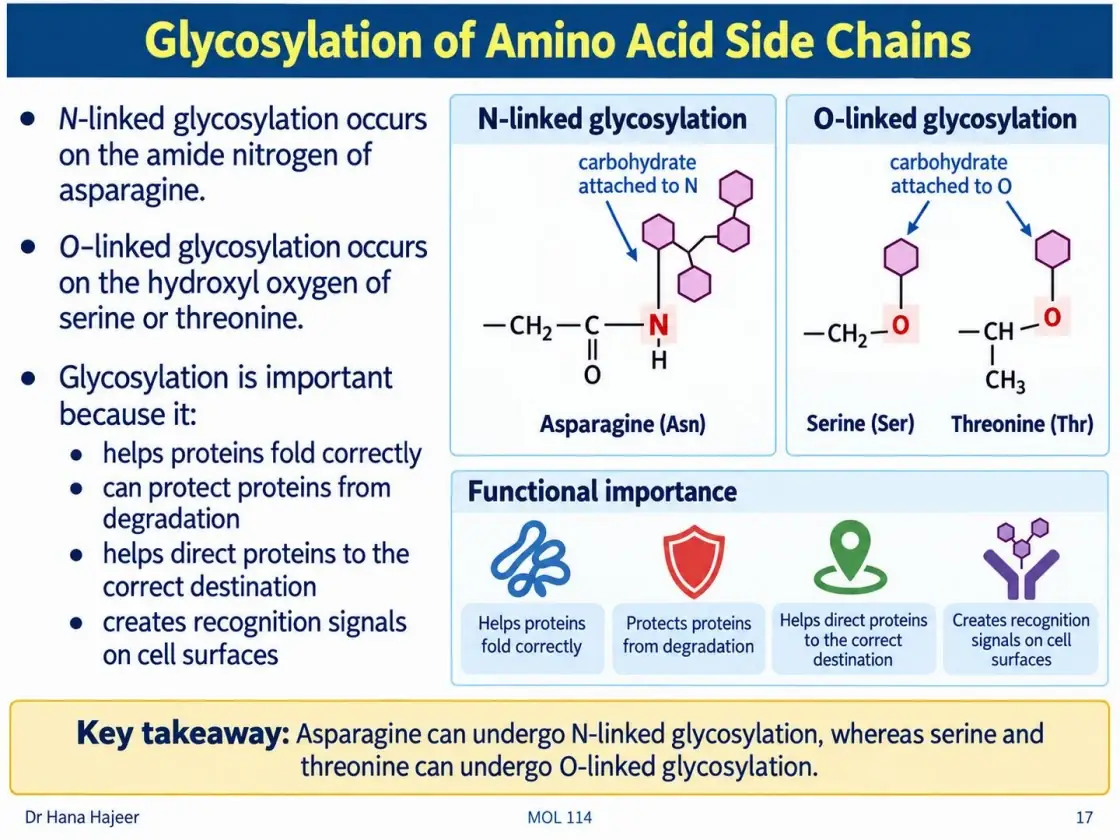 Glycosylation of Amino Acid Side Chains
• N-linked glycosylation occurs
on the amide nitrogen of
asparagine.
• O-linked glycosylation occurs
on the hydroxyl oxygen of
serine or threonine.
• Glycosylation is important
because it:
• helps proteins fold correctly
• can protect proteins from
degradation
• helps direct proteins to the
correct destination
• creates recognition signals
on cell surfaces
N-linked glycosylation
carbohydrate
attached to N
—CH₂—C—N
H
O
Asparagine (Asn)
O-linked glycosylation
carbohydrate
attached to O
—CH₂—O
—CH—O
CH₃
Serine (Ser)
Threonine (Thr)
Functional importance
Helps proteins
fold correctly
Protects proteins
from degradation
Helps direct proteins
to the correct
destination
Creates recognition
signals on cell
surfaces
Key takeaway: Asparagine can undergo N-linked glycosylation, whereas serine and
threonine can undergo O-linked glycosylation.
Dr Hana Hajeer
MOL 114
17